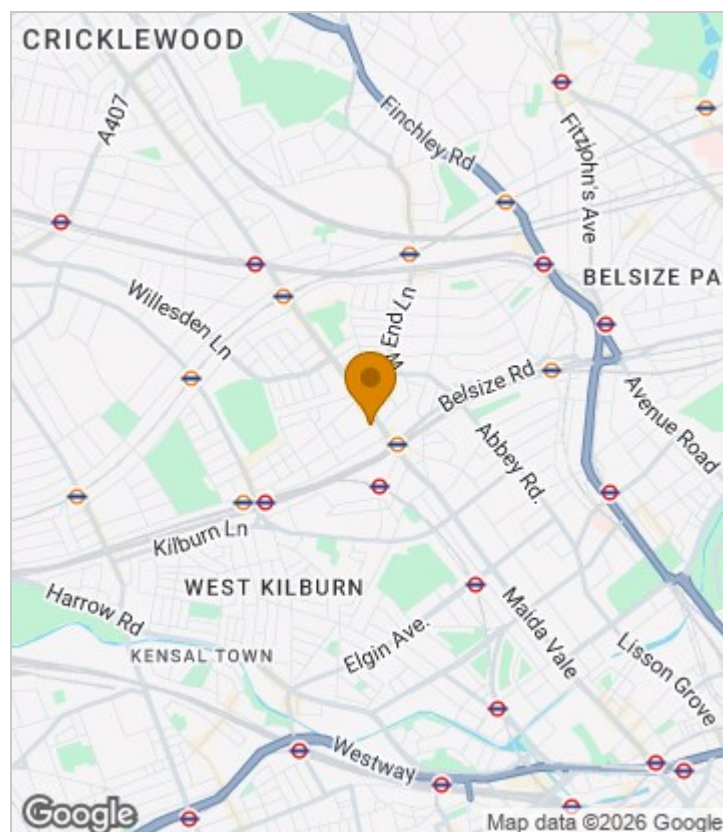 CRICKLEWOOD
A407
Finchley Rd
Fitzjohn's Ave
BELSIZE PA
Willesden Ln
End Ln
Belsize Rd
Avenue Road
Abbey Rd.
Kilburn Ln
WEST KILBURN
Harrow Rd
Maida Vale
Elgin Ave.
KENSAL TOWN
Lisson Grove
Westway
Google
Map data ©2026 Google